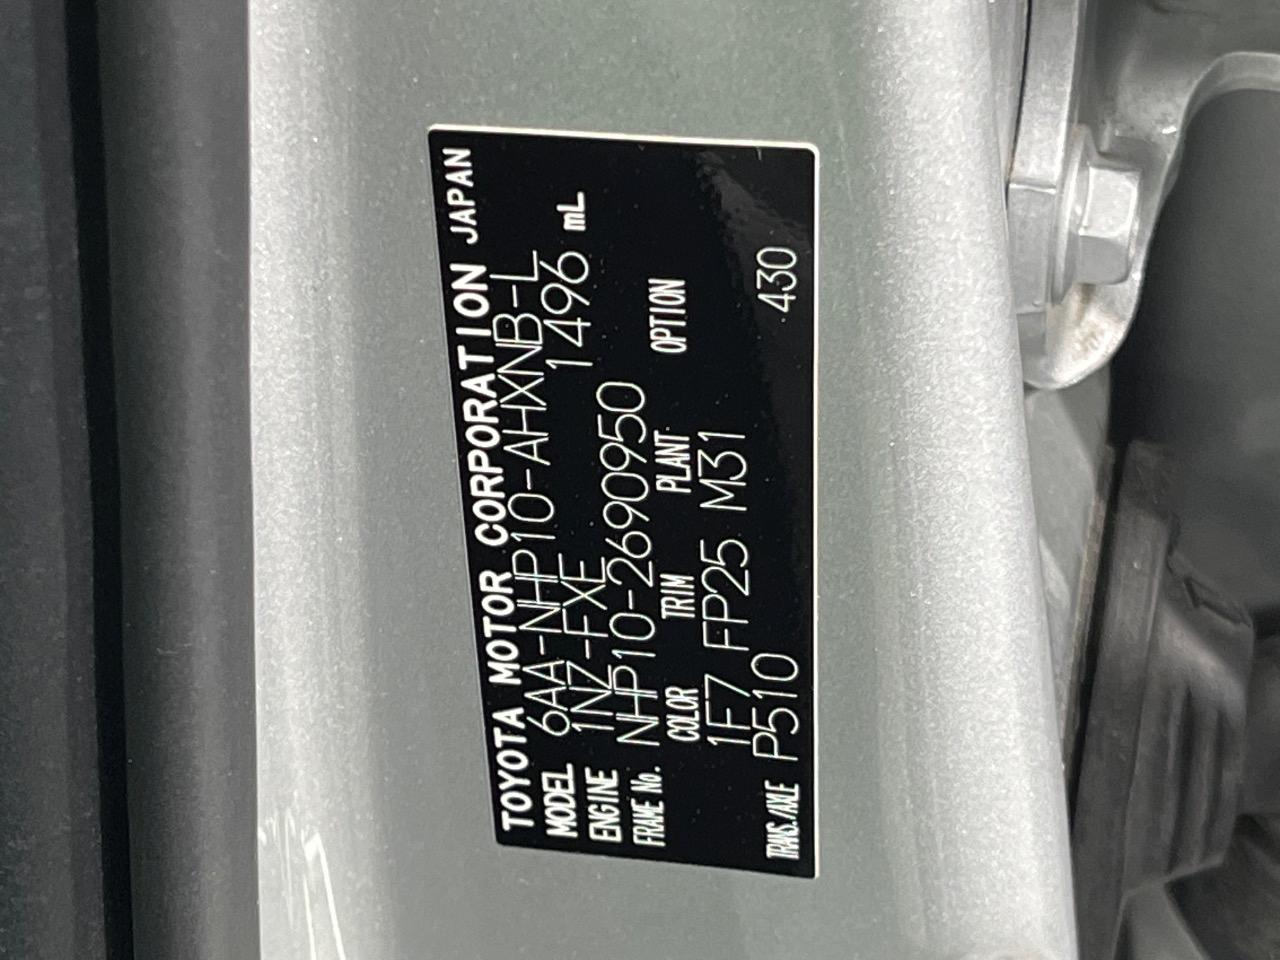 TOYOTA MOTOR CORPORATION JAPAN
MODEL 6AA-NHP10-AHXNB-L
ENGINE 1NZ-FXE 1496 mL
FRAME No. NHP10-2690950
COLOR TRIM PLANT OPTION
1F7 FP25 M31
TRANS./AXLE P510 430